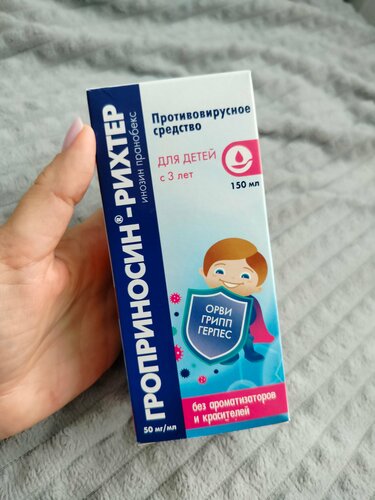 ГРОПРИНОСИН®-РИХТЕР
инозин пранобекс
50 мг/мл
Противовирусное
средство
ДЛЯ ДЕТЕЙ
с 3 лет
150 мл
ОРВИ
ГРИПП
ГЕРПЕС
без ароматизаторов
и красителей